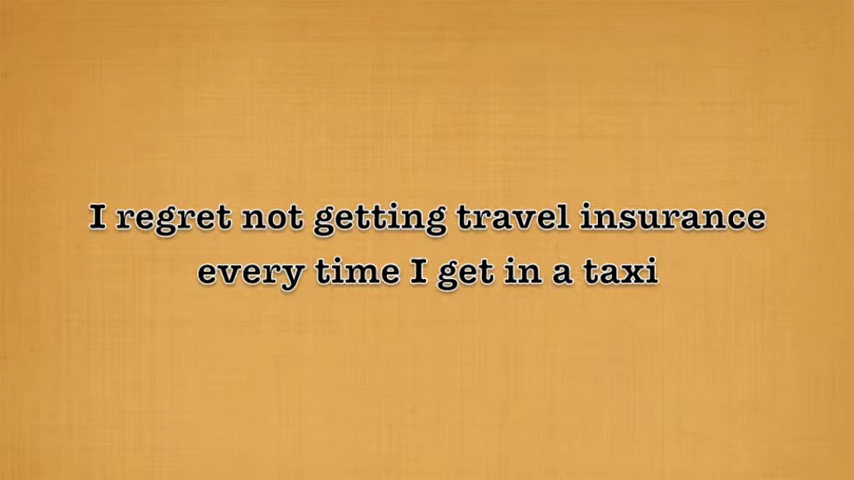 I regret not getting travel insurance
every time I get in a taxi